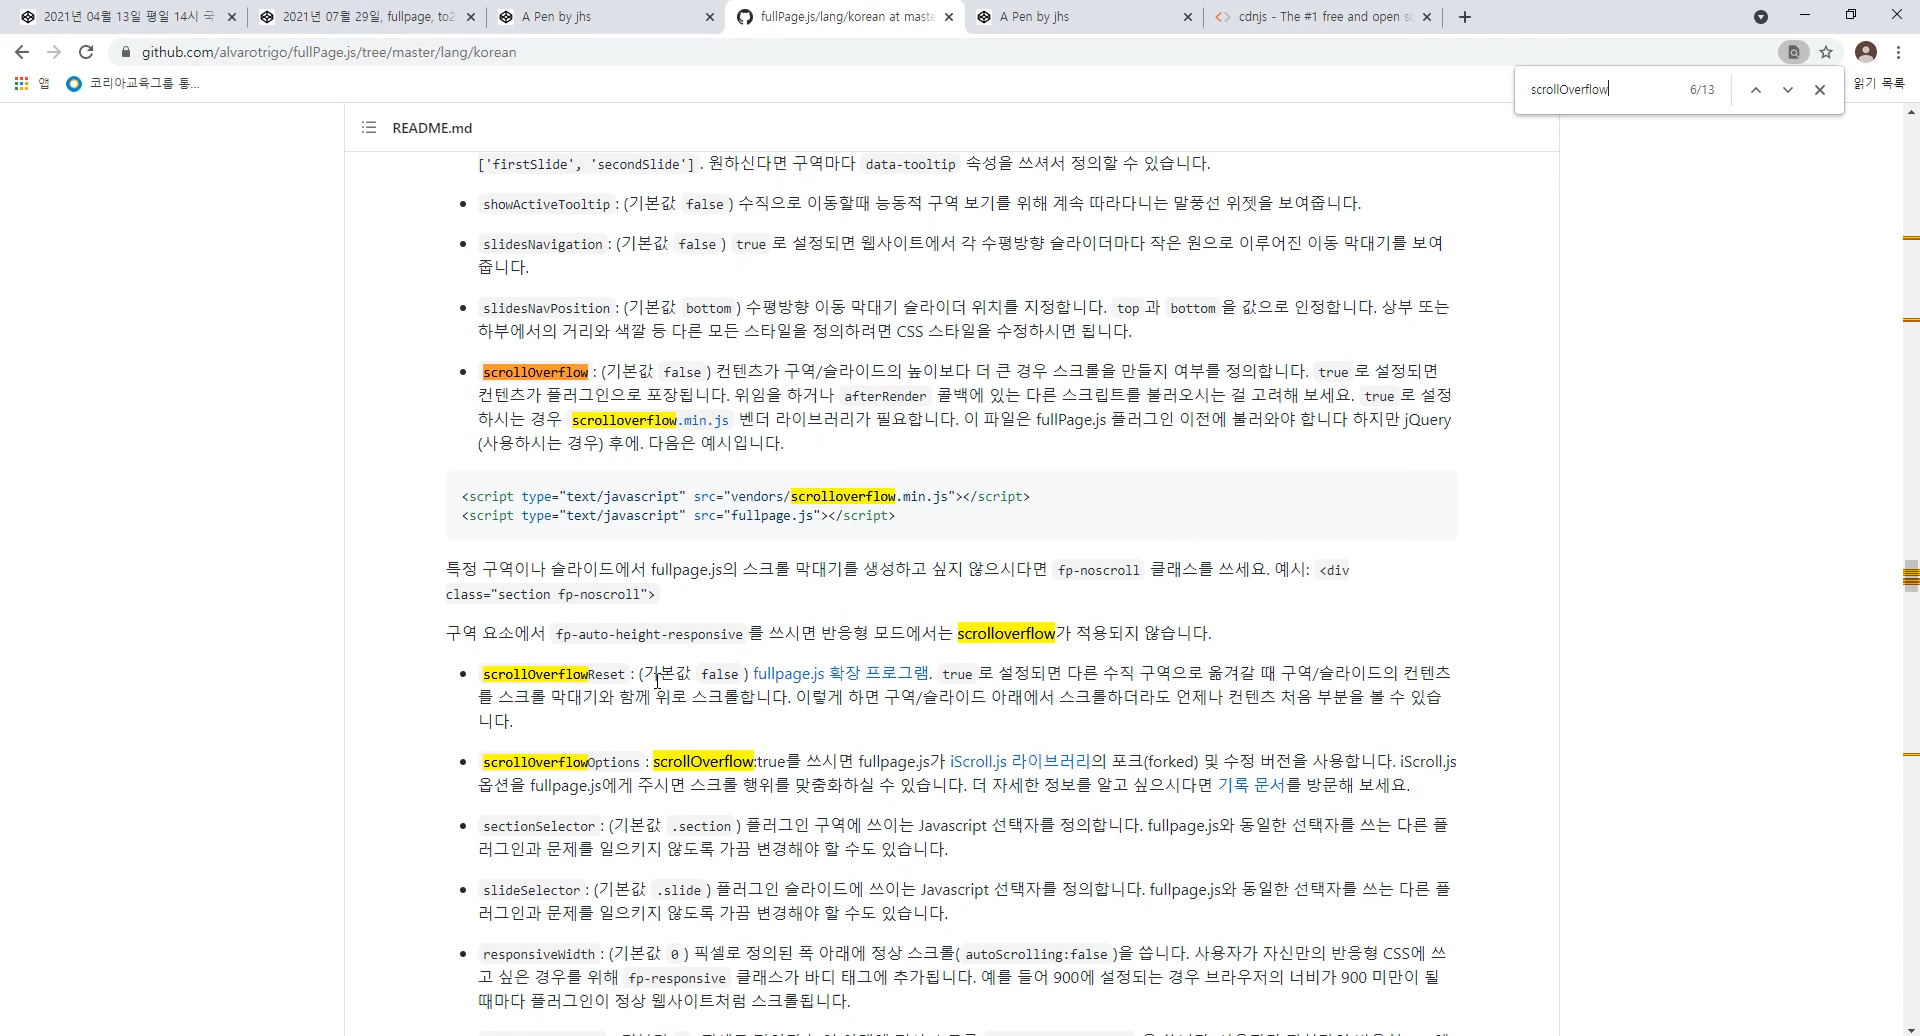 2021년 04월 13일 평일 14시 국
2021년 07월 29일, fullpage, to2
A Pen by jhs
fullPage.js/lang/korean at maste
A Pen by jhs
cdnjs - The #1 free and open so
github.com/alvarotrigo/fullPage.js/tree/master/lang/korean
앱
코리아교육그룹 통...
읽기 목록
scrollOverflow
6/13
README.md
['firstSlide', 'secondSlide'] . 원하신다면 구역마다 data-tooltip 속성을 쓰셔서 정의할 수 있습니다.
showActiveTooltip : (기본값 false ) 수직으로 이동할때 능동적 구역 보기를 위해 계속 따라다니는 말풍선 위젯을 보여줍니다.
slidesNavigation : (기본값 false ) true 로 설정되면 웹사이트에서 각 수평방향 슬라이더마다 작은 원으로 이루어진 이동 막대기를 보여
줍니다.
slidesNavPosition : (기본값 bottom ) 수평방향 이동 막대기 슬라이더 위치를 지정합니다. top 과 bottom 을 값으로 인정합니다. 상부 또는
하부에서의 거리와 색깔 등 다른 모든 스타일을 정의하려면 CSS 스타일을 수정하시면 됩니다.
scrollOverflow : (기본값 false ) 컨텐츠가 구역/슬라이드의 높이보다 더 큰 경우 스크롤을 만들지 여부를 정의합니다. true 로 설정되면
컨텐츠가 플러그인으로 포장됩니다. 위임을 하거나 afterRender 콜백에 있는 다른 스크립트를 불러오시는 걸 고려해 보세요. true 로 설정
하시는 경우 scrolloverflow.min.js 벤더 라이브러리가 필요합니다. 이 파일은 fullPage.js 플러그인 이전에 불러와야 합니다 하지만 jQuery
(사용하시는 경우) 후에. 다음은 예시입니다.
<script type="text/javascript" src="vendors/scrolloverflow.min.js"></script>
<script type="text/javascript" src="fullpage.js"></script>
특정 구역이나 슬라이드에서 fullpage.js의 스크롤 막대기를 생성하고 싶지 않으시다면 fp-noscroll 클래스를 쓰세요. 예시: <div
class="section fp-noscroll">
구역 요소에서 fp-auto-height-responsive 를 쓰시면 반응형 모드에서는 scrolloverflow가 적용되지 않습니다.
scrollOverflowReset : (기본값 false ) fullpage.js 확장 프로그램. true 로 설정되면 다른 수직 구역으로 옮겨갈 때 구역/슬라이드의 컨텐츠
를 스크롤 막대기와 함께 위로 스크롤합니다. 이렇게 하면 구역/슬라이드 아래에서 스크롤하더라도 언제나 컨텐츠 처음 부분을 볼 수 있습
니다.
scrollOverflowOptions : scrollOverflow:true를 쓰시면 fullpage.js가 iScroll.js 라이브러리의 포크(forked) 및 수정 버전을 사용합니다. iScroll.js
옵션을 fullpage.js에게 주시면 스크롤 행위를 맞춤화하실 수 있습니다. 더 자세한 정보를 알고 싶으시다면 기록 문서를 방문해 보세요.
sectionSelector : (기본값 .section ) 플러그인 구역에 쓰이는 Javascript 선택자를 정의합니다. fullpage.js와 동일한 선택자를 쓰는 다른 플
러그인과 문제를 일으키지 않도록 가끔 변경해야 할 수도 있습니다.
slideSelector : (기본값 .slide ) 플러그인 슬라이드에 쓰이는 Javascript 선택자를 정의합니다. fullpage.js와 동일한 선택자를 쓰는 다른 플
러그인과 문제를 일으키지 않도록 가끔 변경해야 할 수도 있습니다.
responsiveWidth : (기본값 0 ) 픽셀로 정의된 폭 아래에 정상 스크롤( autoScrolling:false )을 씁니다. 사용자가 자신만의 반응형 CSS에 쓰
고 싶은 경우를 위해 fp-responsive 클래스가 바디 태그에 추가됩니다. 예를 들어 900에 설정되는 경우 브라우저의 너비가 900 미만이 될
때마다 플러그인이 정상 웹사이트처럼 스크롤됩니다.